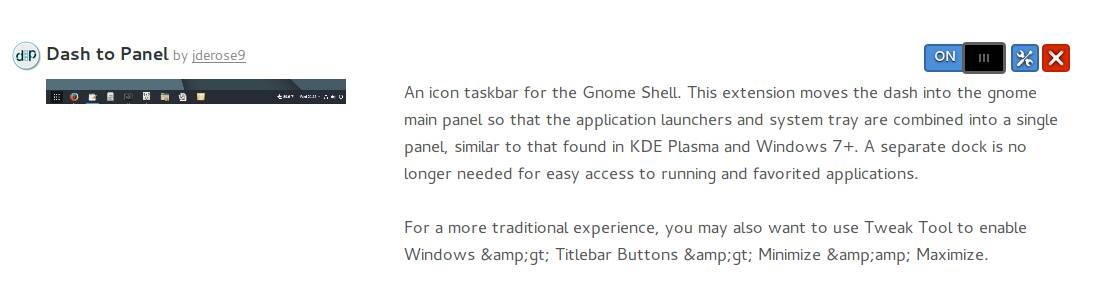 Dash to Panel by jderose9
ON
An icon taskbar for the Gnome Shell. This extension moves the dash into the gnome
main panel so that the application launchers and system tray are combined into a single
panel, similar to that found in KDE Plasma and Windows 7+. A separate dock is no
longer needed for easy access to running and favorited applications.
For a more traditional experience, you may also want to use Tweak Tool to enable
Windows &amp;gt; Titlebar Buttons &amp;gt; Minimize &amp;amp; Maximize.